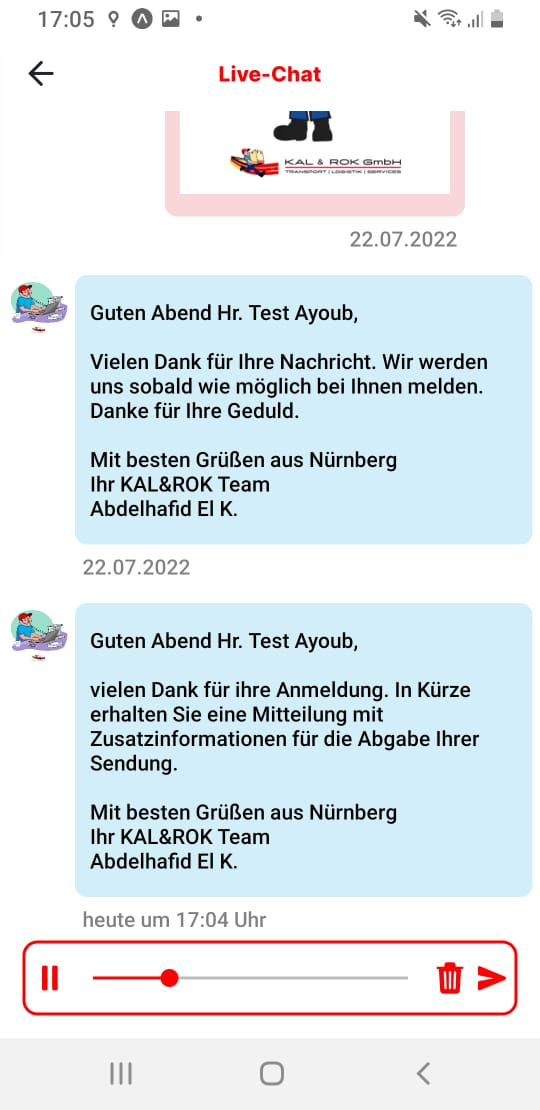 17:05
Live-Chat
KAL & ROK GmbH
TRANSPORT | LOGISTIK | SERVICES
22.07.2022
Guten Abend Hr. Test Ayoub,
Vielen Dank für Ihre Nachricht. Wir werden
uns sobald wie möglich bei Ihnen melden.
Danke für Ihre Geduld.
Mit besten Grüßen aus Nürnberg
Ihr KAL&ROK Team
Abdelhafid El K.
22.07.2022
Guten Abend Hr. Test Ayoub,
vielen Dank für ihre Anmeldung. In Kürze
erhalten Sie eine Mitteilung mit
Zusatzinformationen für die Abgabe Ihrer
Sendung.
Mit besten Grüßen aus Nürnberg
Ihr KAL&ROK Team
Abdelhafid El K.
heute um 17:04 Uhr